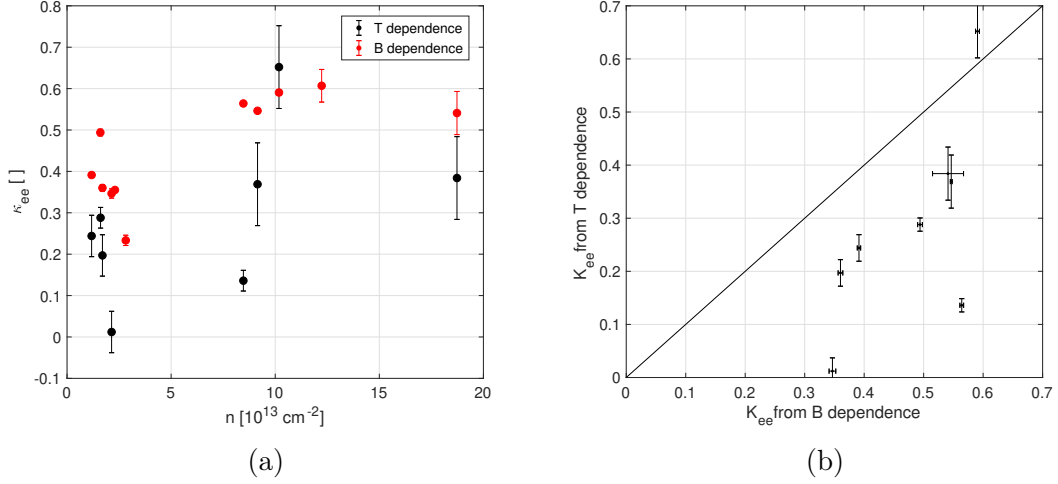 0.8
0.7
0.6
0.5
0.4
0.3
0.2
0.1
0
-0.1
κee [ ]
0 5 10 15 20
n [10^13 cm^-2]
T dependence
B dependence
(a)
0.7
0.6
0.5
0.4
0.3
0.2
0.1
0
Kee from T dependence
0 0.1 0.2 0.3 0.4 0.5 0.6 0.7
Kee from B dependence
(b)